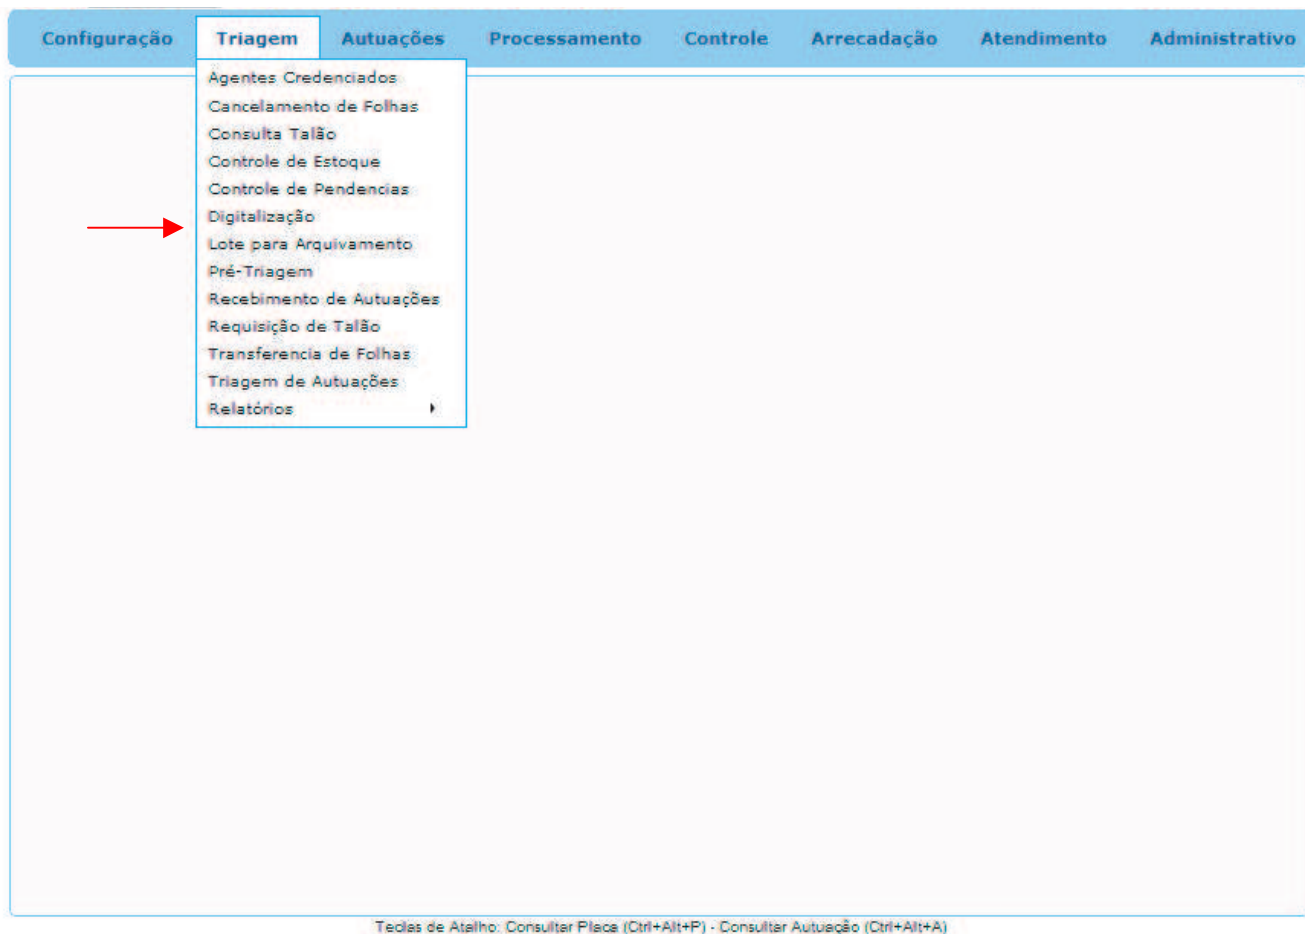 Configuração Triagem Autuações Processamento Controle Arrecadação Atendimento Administrativo
Agentes Credenciados
Cancelamento de Folhas
Consulta Talão
Controle de Estoque
Controle de Pendencias
Digitalização
Lote para Arquivamento
Pré-Triagem
Recebimento de Autuações
Requisição de Talão
Transferencia de Folhas
Triagem de Autuações
Relatórios
Teclas de Atalho: Consultar Placa (Ctrl+Alt+P) - Consultar Autuação (Ctrl+Alt+A)